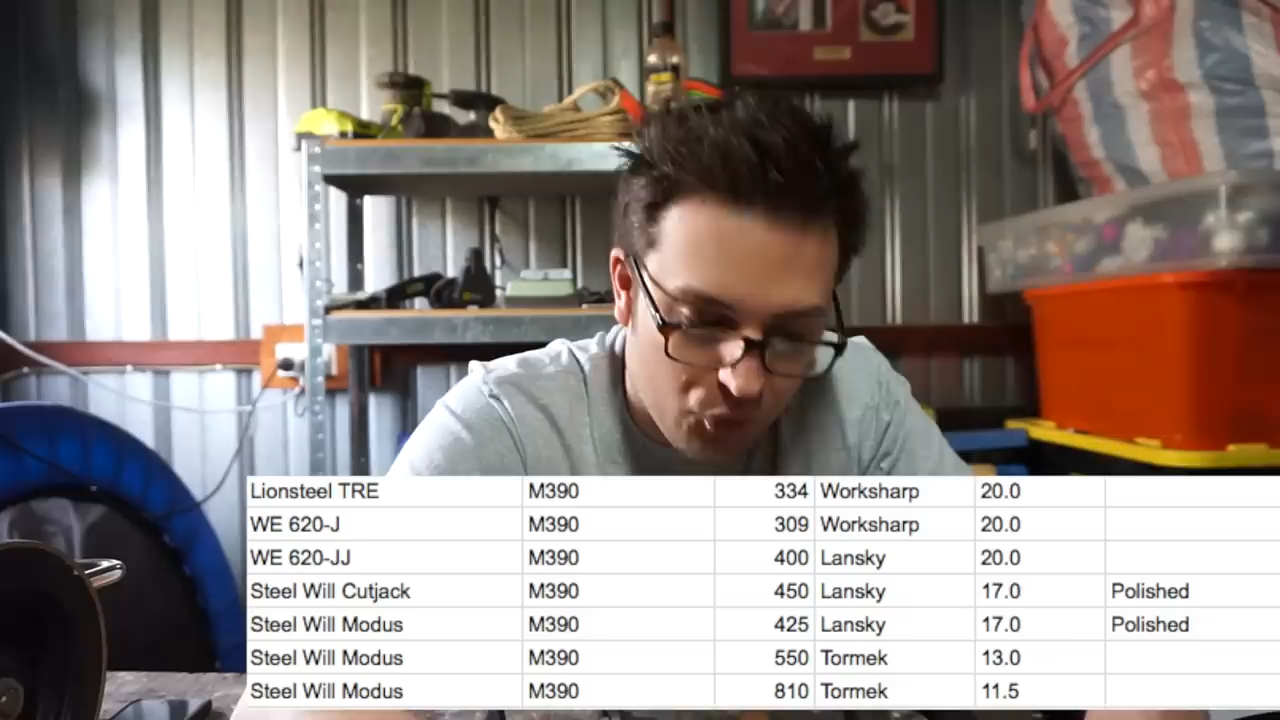 Lionsteel TRE M390 334 Worksharp 20.0
WE 620-J M390 309 Worksharp 20.0
WE 620-JJ M390 400 Lansky 20.0
Steel Will Cutjack M390 450 Lansky 17.0 Polished
Steel Will Modus M390 425 Lansky 17.0 Polished
Steel Will Modus M390 550 Tormek 13.0
Steel Will Modus M390 810 Tormek 11.5